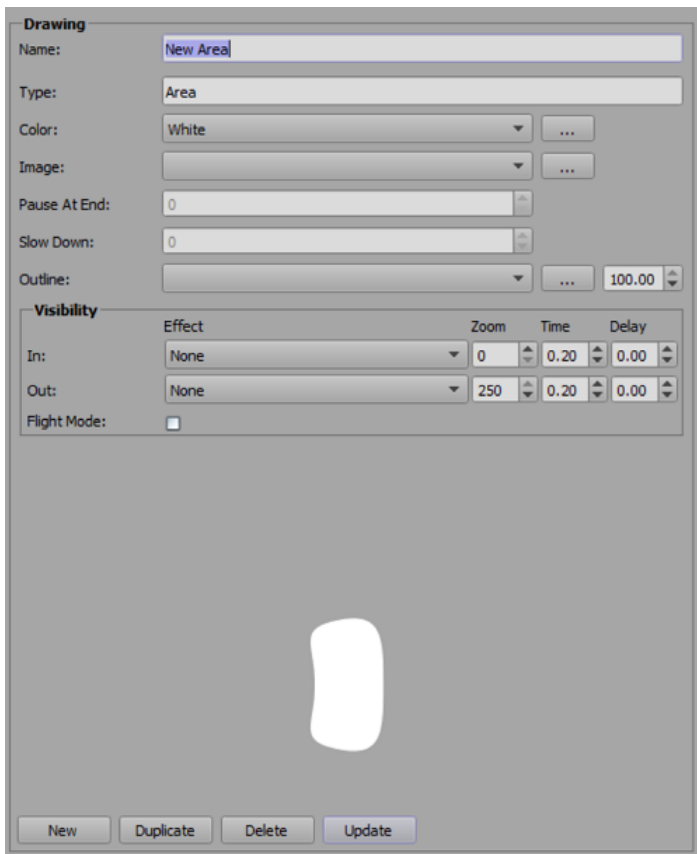 Drawing
Name: New Area
Type: Area
Color: White ...
Image: ...
Pause At End: 0
Slow Down: 0
Outline: ... 100.00
Visibility
Effect Zoom Time Delay
In: None 0 0.20 0.00
Out: None 250 0.20 0.00
Flight Mode:
New Duplicate Delete Update